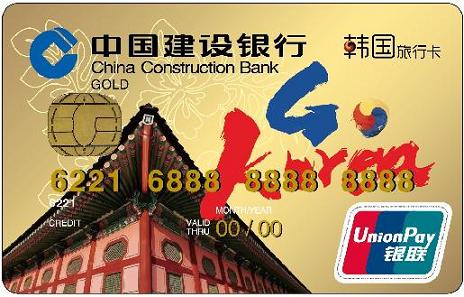 中国建设银行
China Construction Bank
GOLD
韩国旅行卡
Go
Korea
6221 6888 8888 8888
6221
MONTH/YEAR
CREDIT
VALID
THRU
00/00
UnionPay
银联